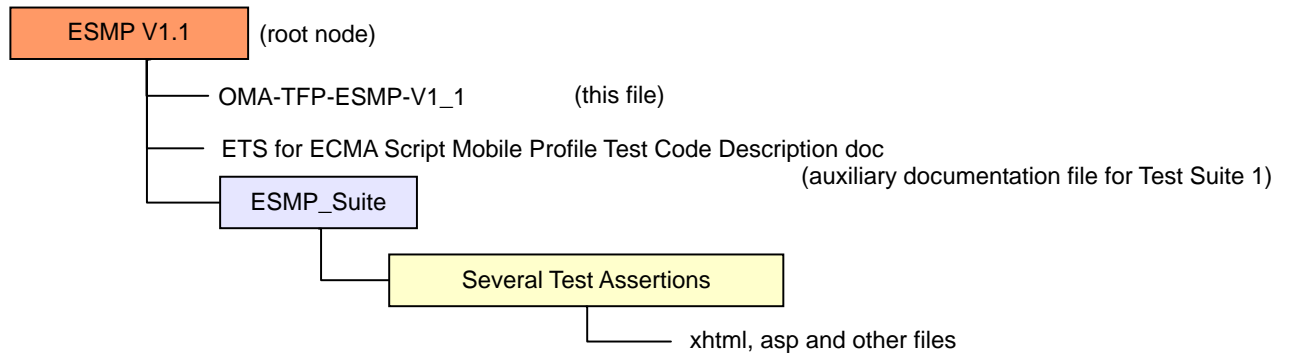 ESMP V1.1 (root node)
OMA-TFP-ESMP-V1_1 (this file)
ETS for ECMA Script Mobile Profile Test Code Description doc
(auxiliary documentation file for Test Suite 1)
ESMP_Suite
Several Test Assertions
xhtml, asp and other files